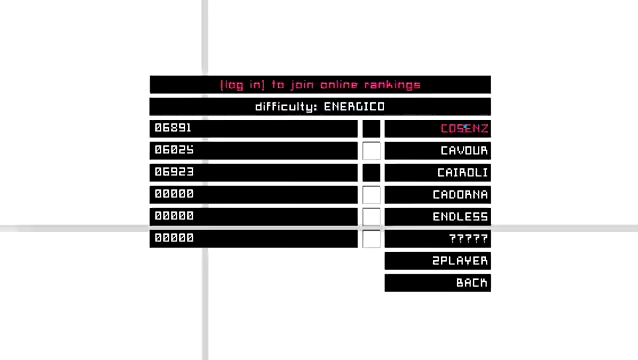 [log in] to join online rankings
difficulty: ENERGICO
06891 COSENZ
06025 CAVOUR
06923 CAIROLI
00000 CADORNA
00000 ENDLESS
00000 ?????
2PLAYER
BACK